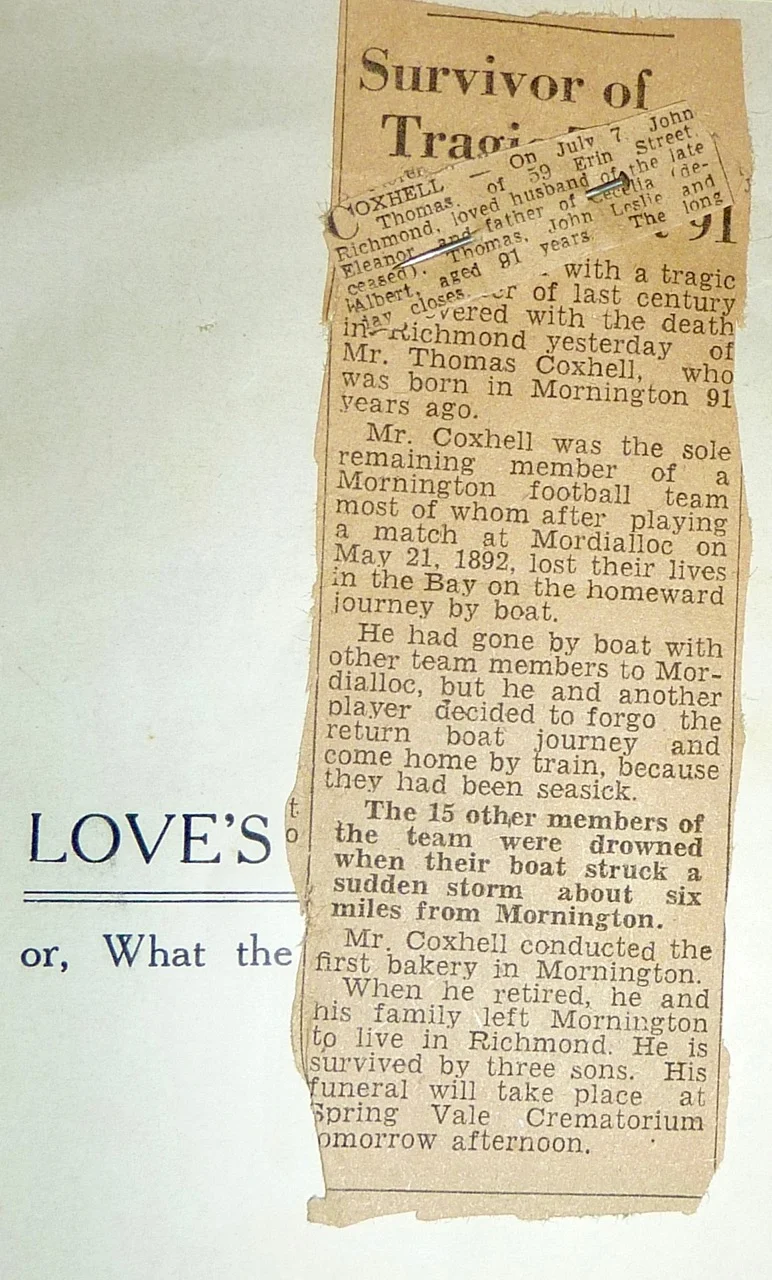 Survivor of
COXHELL — On July 7, John
Thomas, of 59 Erin Street,
Richmond, loved husband of the late
Eleanor and father of Cecelia (de-
ceased), Thomas, John Leslie and
Albert, aged 91 years. The long
day closes.
91
with a tragic
of last century
in Richmond yesterday of
Mr. Thomas Coxhell, who
was born in Mornington 91
years ago.
Mr. Coxhell was the sole
remaining member of a
Mornington football team
most of whom after playing
a match at Mordialloc on
May 21, 1892, lost their lives
in the Bay on the homeward
journey by boat.
He had gone by boat with
other team members to Mor-
dialloc, but he and another
player decided to forgo the
return boat journey and
come home by train, because
they had been seasick.
The 15 other members of
the team were drowned
when their boat struck a
sudden storm about six
miles from Mornington.
Mr. Coxhell conducted the
first bakery in Mornington.
When he retired, he and
his family left Mornington
to live in Richmond. He is
survived by three sons. His
funeral will take place at
Spring Vale Crematorium
omorrow afternoon.
t
o
LOVE'S
or, What the